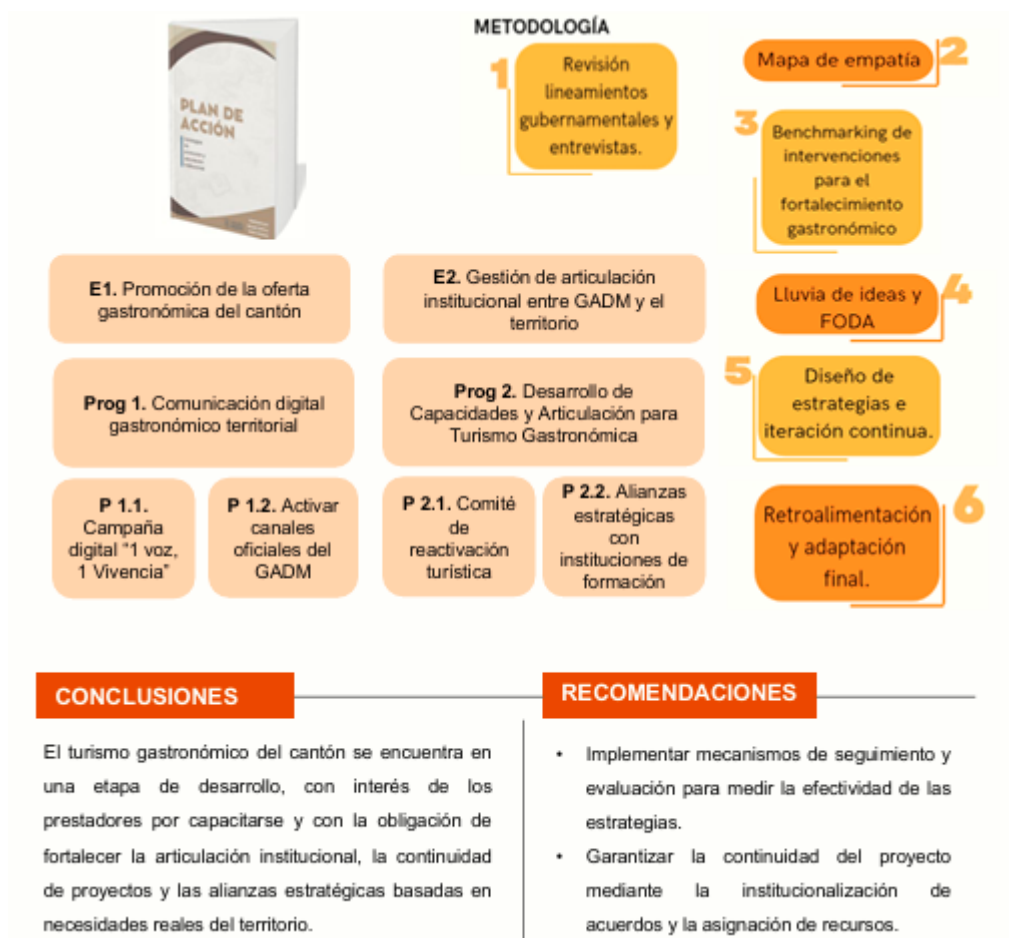 PLAN DE
ACCIÓN
METODOLOGÍA
1
Revisión
lineamientos
gubernamentales y
entrevistas.
2
Mapa de empatía
3
Benchmarking de
intervenciones
para el
fortalecimiento
gastronómico
4
Lluvia de ideas y
FODA
5
Diseño de
estrategias e
iteración continua.
6
Retroalimentación
y adaptación
final.
E1. Promoción de la oferta
gastronómica del cantón
E2. Gestión de articulación
institucional entre GADM y el
territorio
Prog 1. Comunicación digital
gastronómico territorial
Prog 2. Desarrollo de
Capacidades y Articulación para
Turismo Gastronómica
P 1.1.
Campaña
digital "1 voz,
1 Vivencia"
P 1.2. Activar
canales
oficiales del
GADM
P 2.1. Comité
de
reactivación
turística
P 2.2. Alianzas
estratégicas
con
instituciones de
formación
CONCLUSIONES
El turismo gastronómico del cantón se encuentra en
una etapa de desarrollo, con interés de los
prestadores por capacitarse y con la obligación de
fortalecer la articulación institucional, la continuidad
de proyectos y las alianzas estratégicas basadas en
necesidades reales del territorio.
RECOMENDACIONES
• Implementar mecanismos de seguimiento y
evaluación para medir la efectividad de las
estrategias.
• Garantizar la continuidad del proyecto
mediante la institucionalización de
acuerdos y la asignación de recursos.